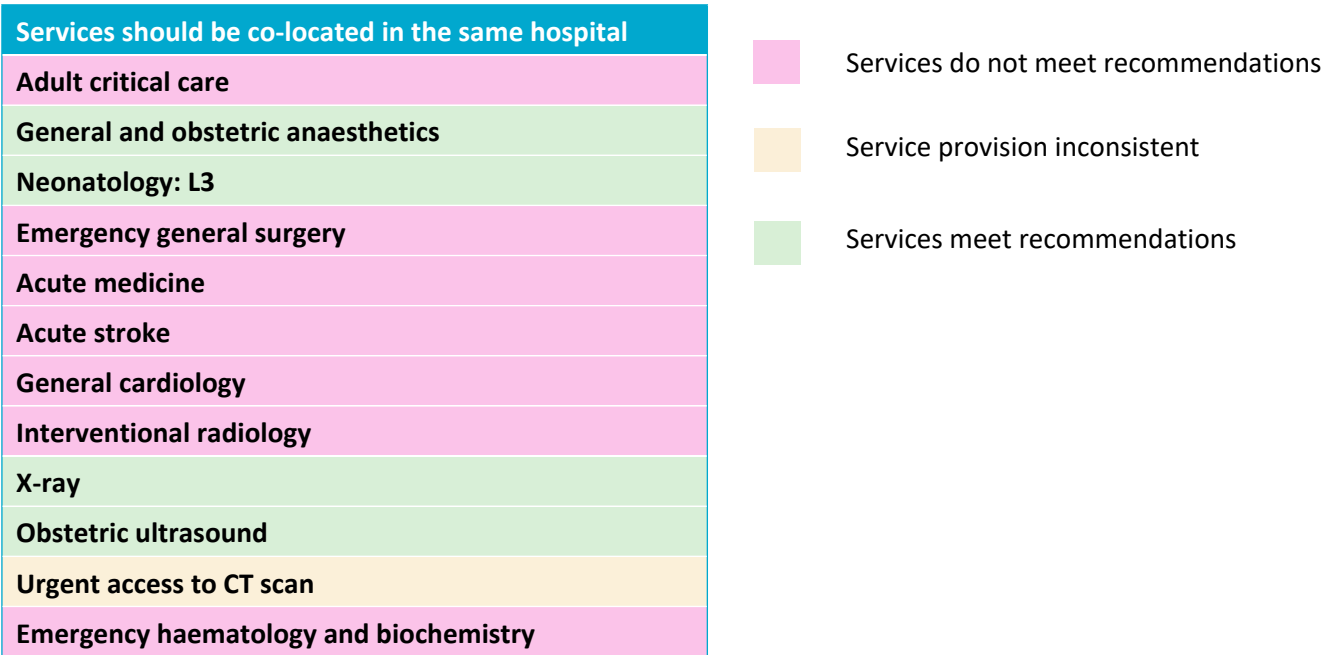 Services should be co-located in the same hospital
Adult critical care
General and obstetric anaesthetics
Neonatology: L3
Emergency general surgery
Acute medicine
Acute stroke
General cardiology
Interventional radiology
X-ray
Obstetric ultrasound
Urgent access to CT scan
Emergency haematology and biochemistry
Services do not meet recommendations
Service provision inconsistent
Services meet recommendations